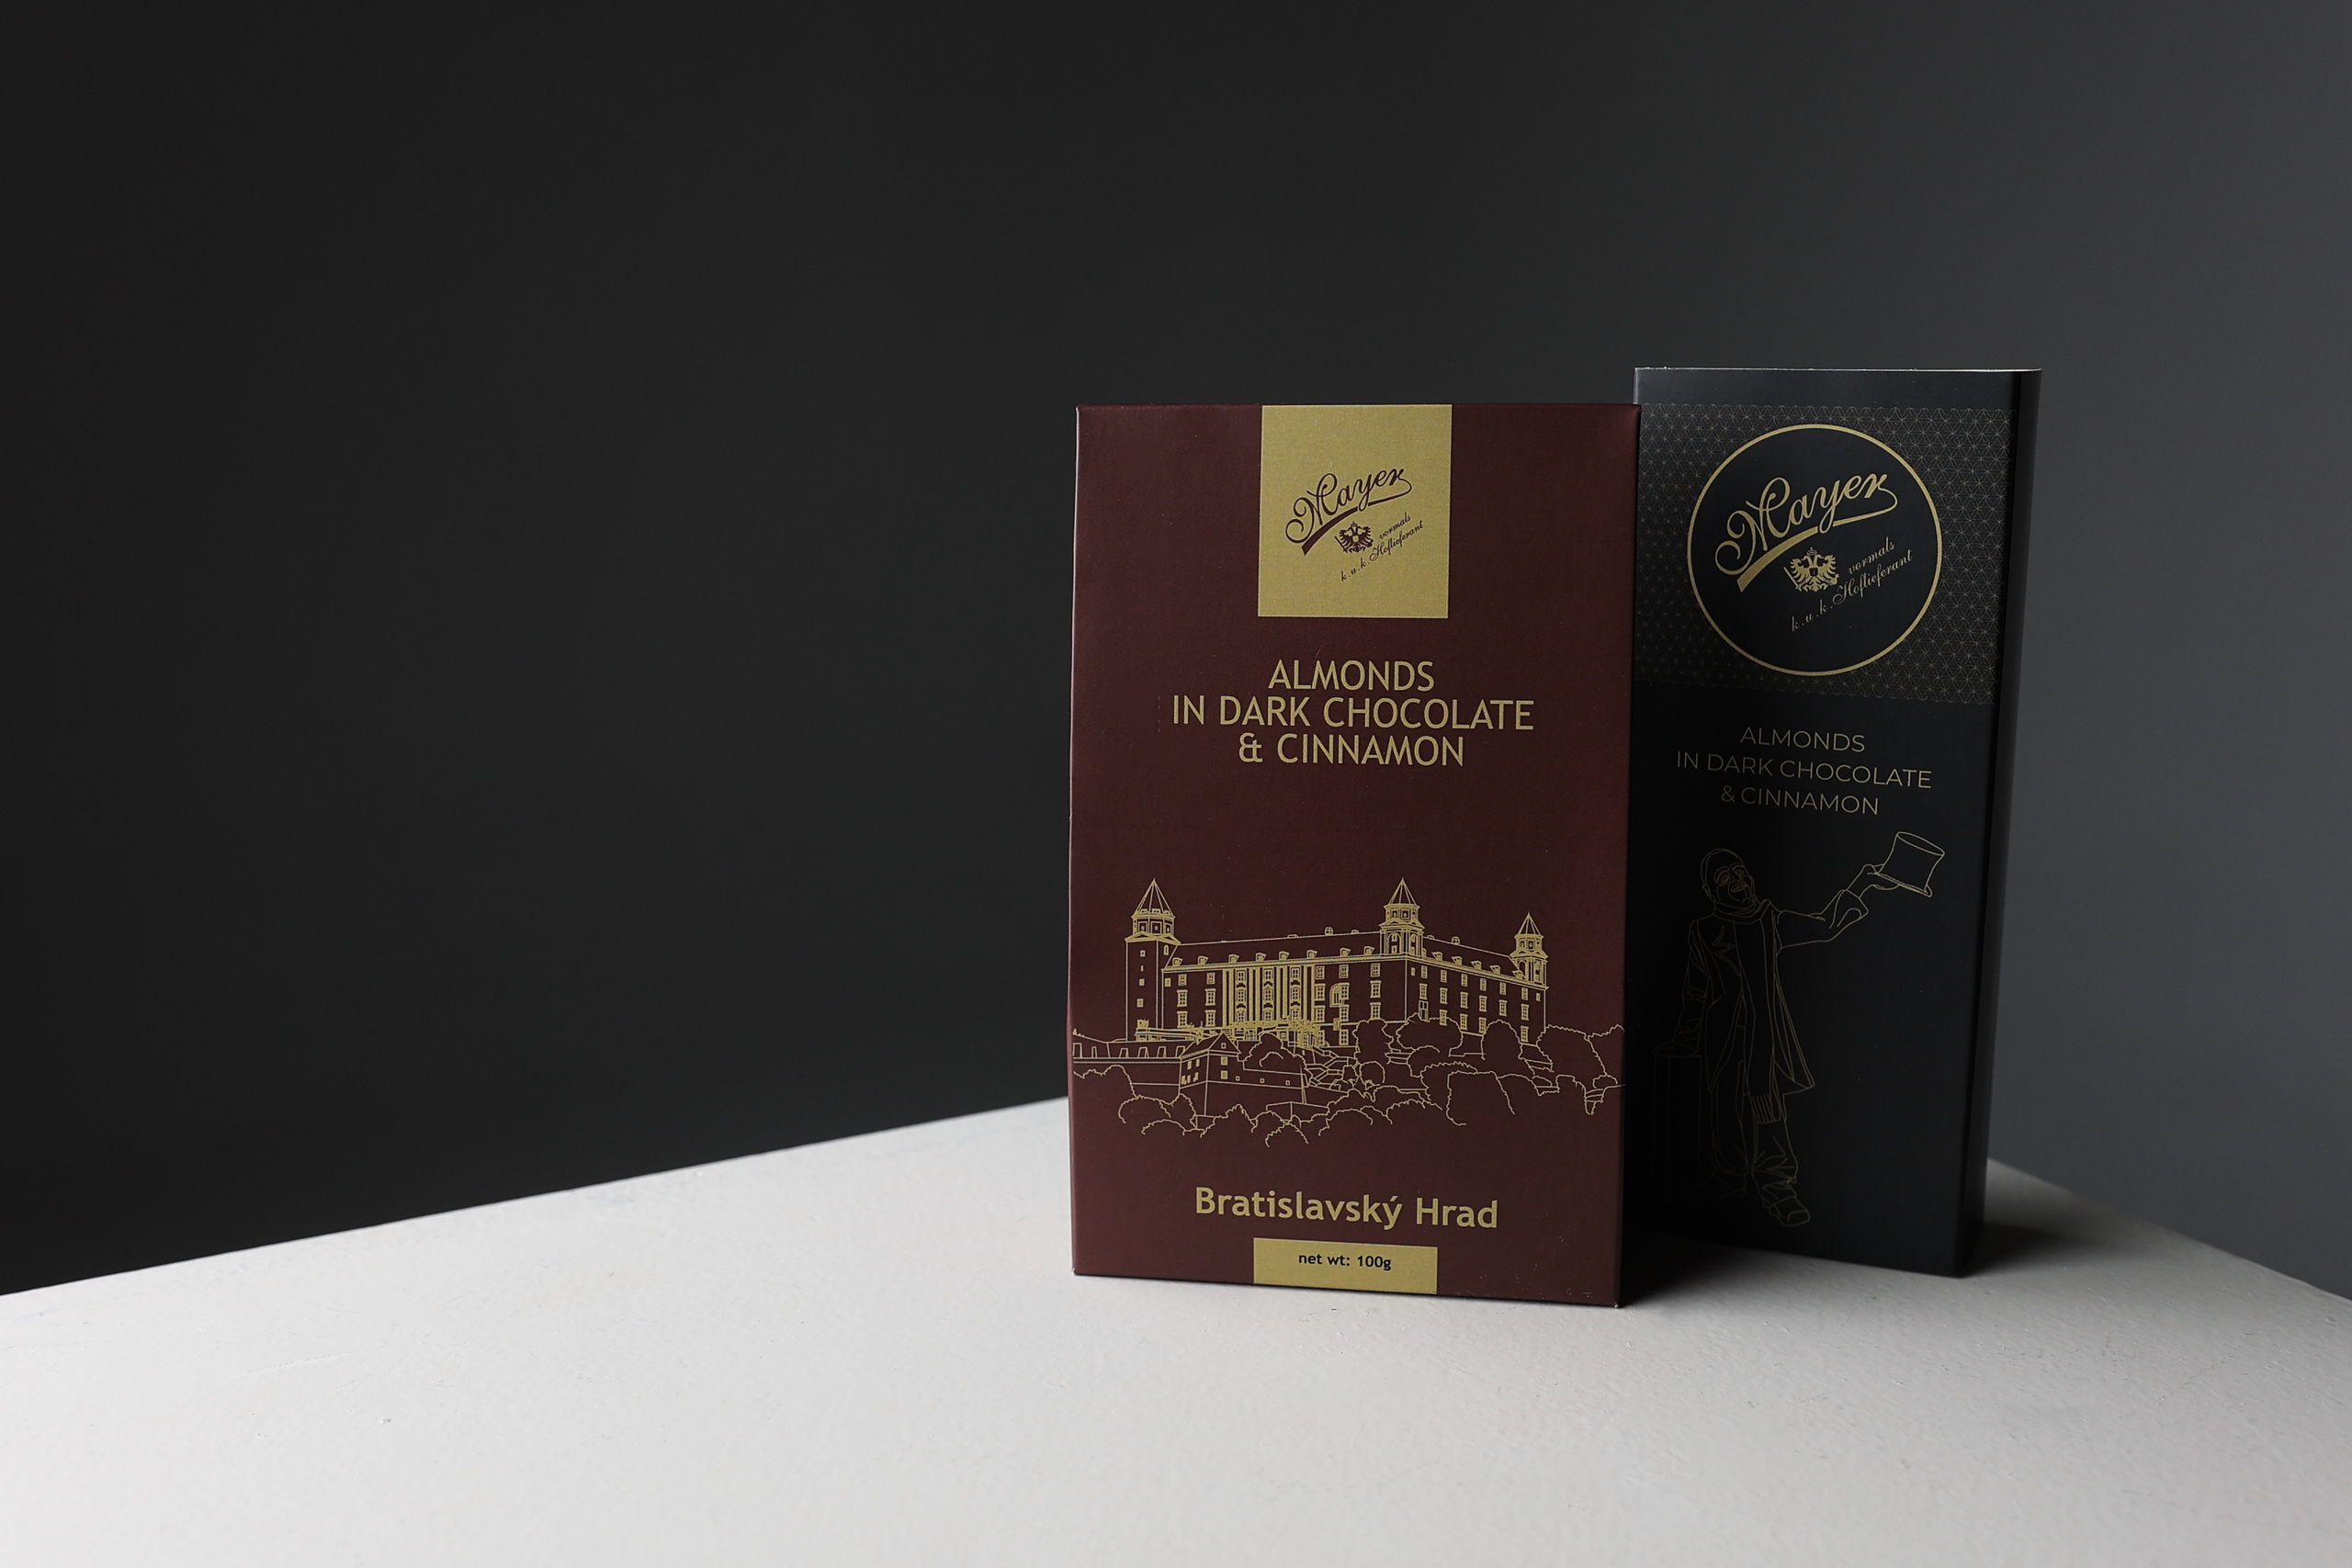 Mayer
vormals
k. u. k. Hoflieferant
ALMONDS
IN DARK CHOCOLATE
& CINNAMON
Bratislavský Hrad
net wt: 100g
Mayer
vormals
k. u. k. Hoflieferant
ALMONDS
IN DARK CHOCOLATE
& CINNAMON